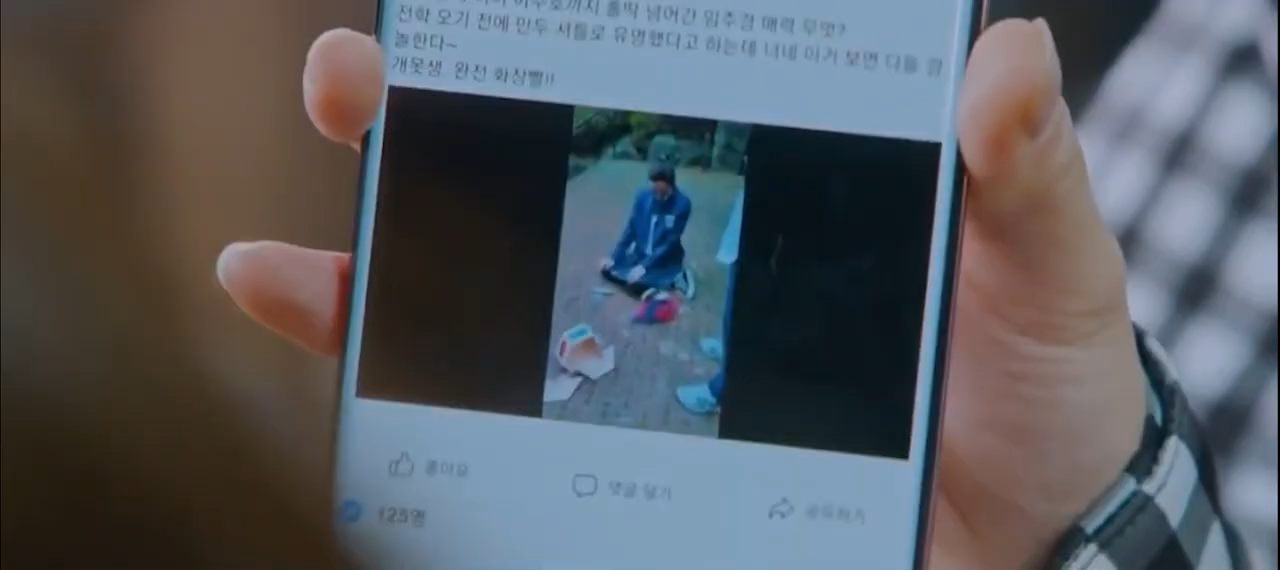 이수호까지 홀딱 넘어간 임주경 매력 무엇?
전학 오기 전에 만두 셔틀로 유명했다고 하는데 너네 이거 보면 다들 깜
놀한다~
개못생 완전 화장빨!!
좋아요
댓글 달기
공유하기
125명